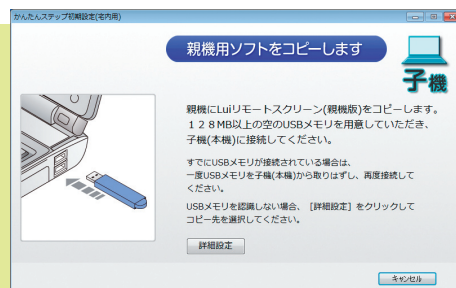 かんたんステップ初期設定(宅内用)
親機用ソフトをコピーします
子機
親機にLuiリモートスクリーン(親機版)をコピーします。
128MB以上の空のUSBメモリを用意していただき、
子機(本機)に接続してください。
すでにUSBメモリが接続されている場合は、
一度USBメモリを子機(本機)から取りはずし、再度接続して
ください。
USBメモリを認識しない場合、[詳細設定]をクリックして
コピー先を選択してください。
詳細設定
キャンセル